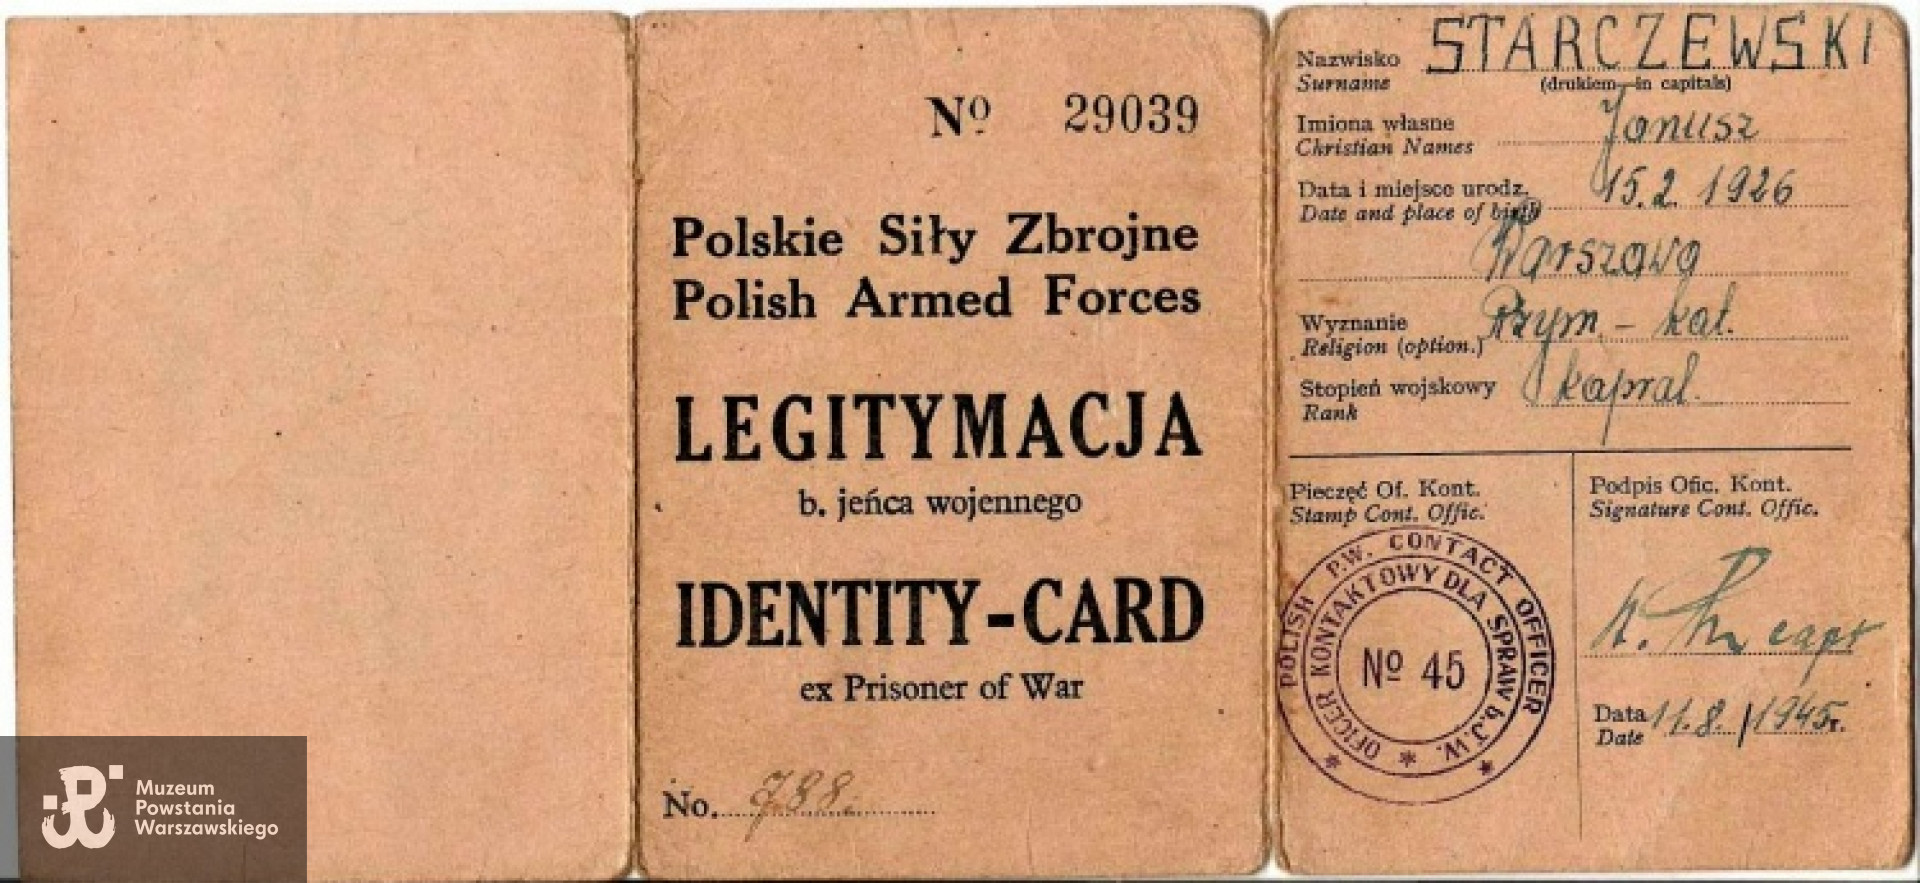 Nº 29039
Polskie Siły Zbrojne
Polish Armed Forces
LEGITYMACJA
b. jeńca wojennego
IDENTITY-CARD
ex Prisoner of War
No. 788.
Nazwisko STARCZEWSKI
Surname (drukiem—in capitals)
Imiona własne Janusz
Christian Names
Data i miejsce urodz. 15.2. 1926
Date and place of birth
Warszawa
Wyznanie Rzym.- kat.
Religion (option.)
Stopień wojskowy kapral.
Rank
Pieczęć Of. Kont.
Stamp Cont. Offic.
POLISH P.W. CONTACT OFFICER
OFICER KONTAKTOWY DLA SPRAW b.J.W.
Nº 45
Podpis Ofic. Kont.
Signature Cont. Offic.
capt
Data 11.8./1945r.
Date
Muzeum
Powstania
Warszawskiego